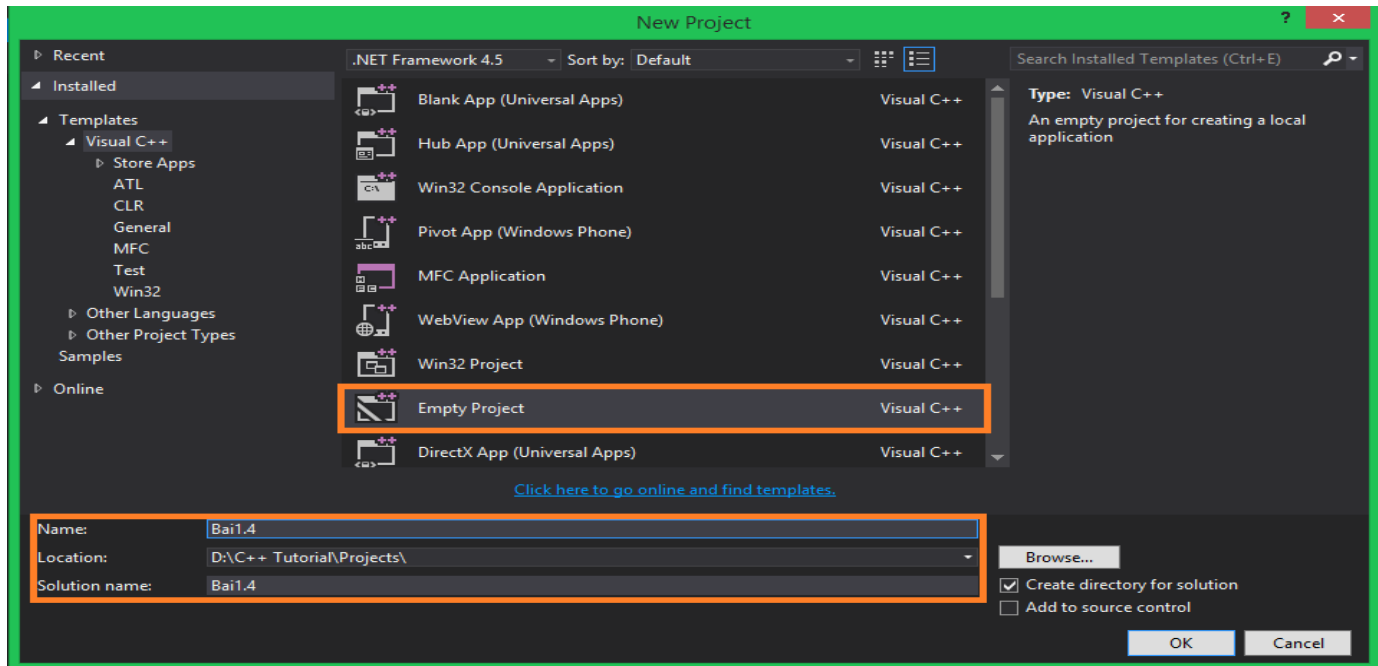 New Project
?
Recent
Installed
Templates
Visual C++
Store Apps
ATL
CLR
General
MFC
Test
Win32
Other Languages
Other Project Types
Samples
Online
.NET Framework 4.5
Sort by: Default
Blank App (Universal Apps) Visual C++
Hub App (Universal Apps) Visual C++
Win32 Console Application Visual C++
Pivot App (Windows Phone) Visual C++
MFC Application Visual C++
WebView App (Windows Phone) Visual C++
Win32 Project Visual C++
Empty Project Visual C++
DirectX App (Universal Apps) Visual C++
Click here to go online and find templates.
Search Installed Templates (Ctrl+E)
Type: Visual C++
An empty project for creating a local
application
Name: Bai1.4
Location: D:\C++ Tutorial\Projects\
Solution name: Bai1.4
Browse...
Create directory for solution
Add to source control
OK Cancel